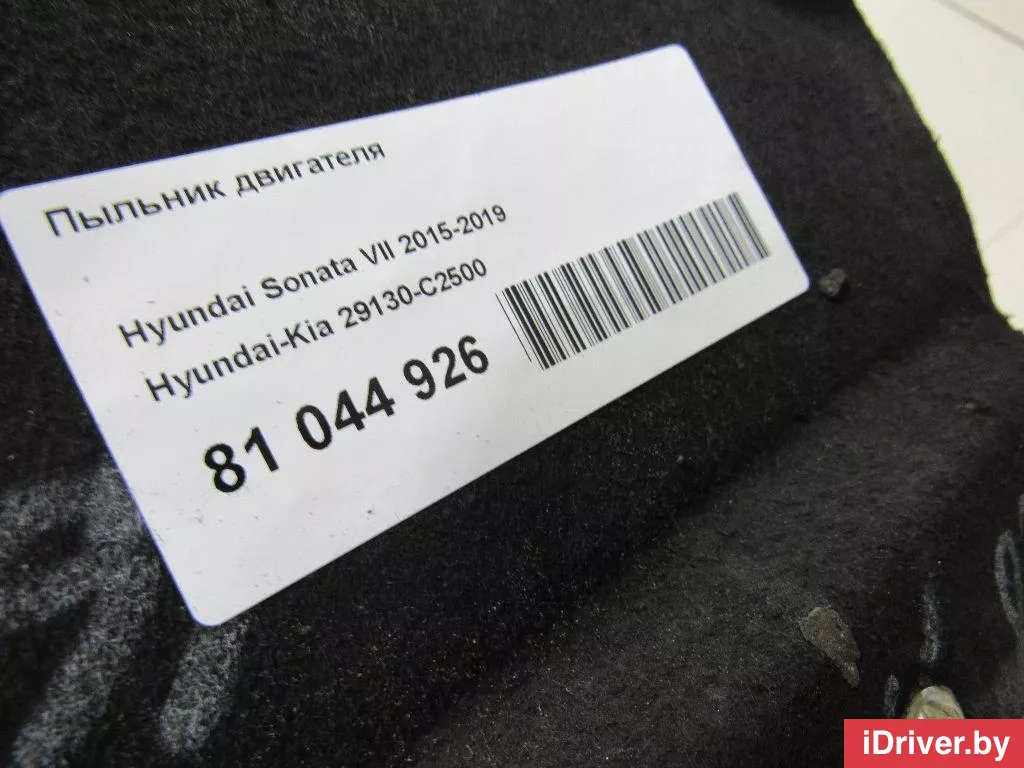 Пыльник двигателя
Hyundai Sonata VII 2015-2019
Hyundai-Kia 29130-C2500
81 044 926
iDriver.by